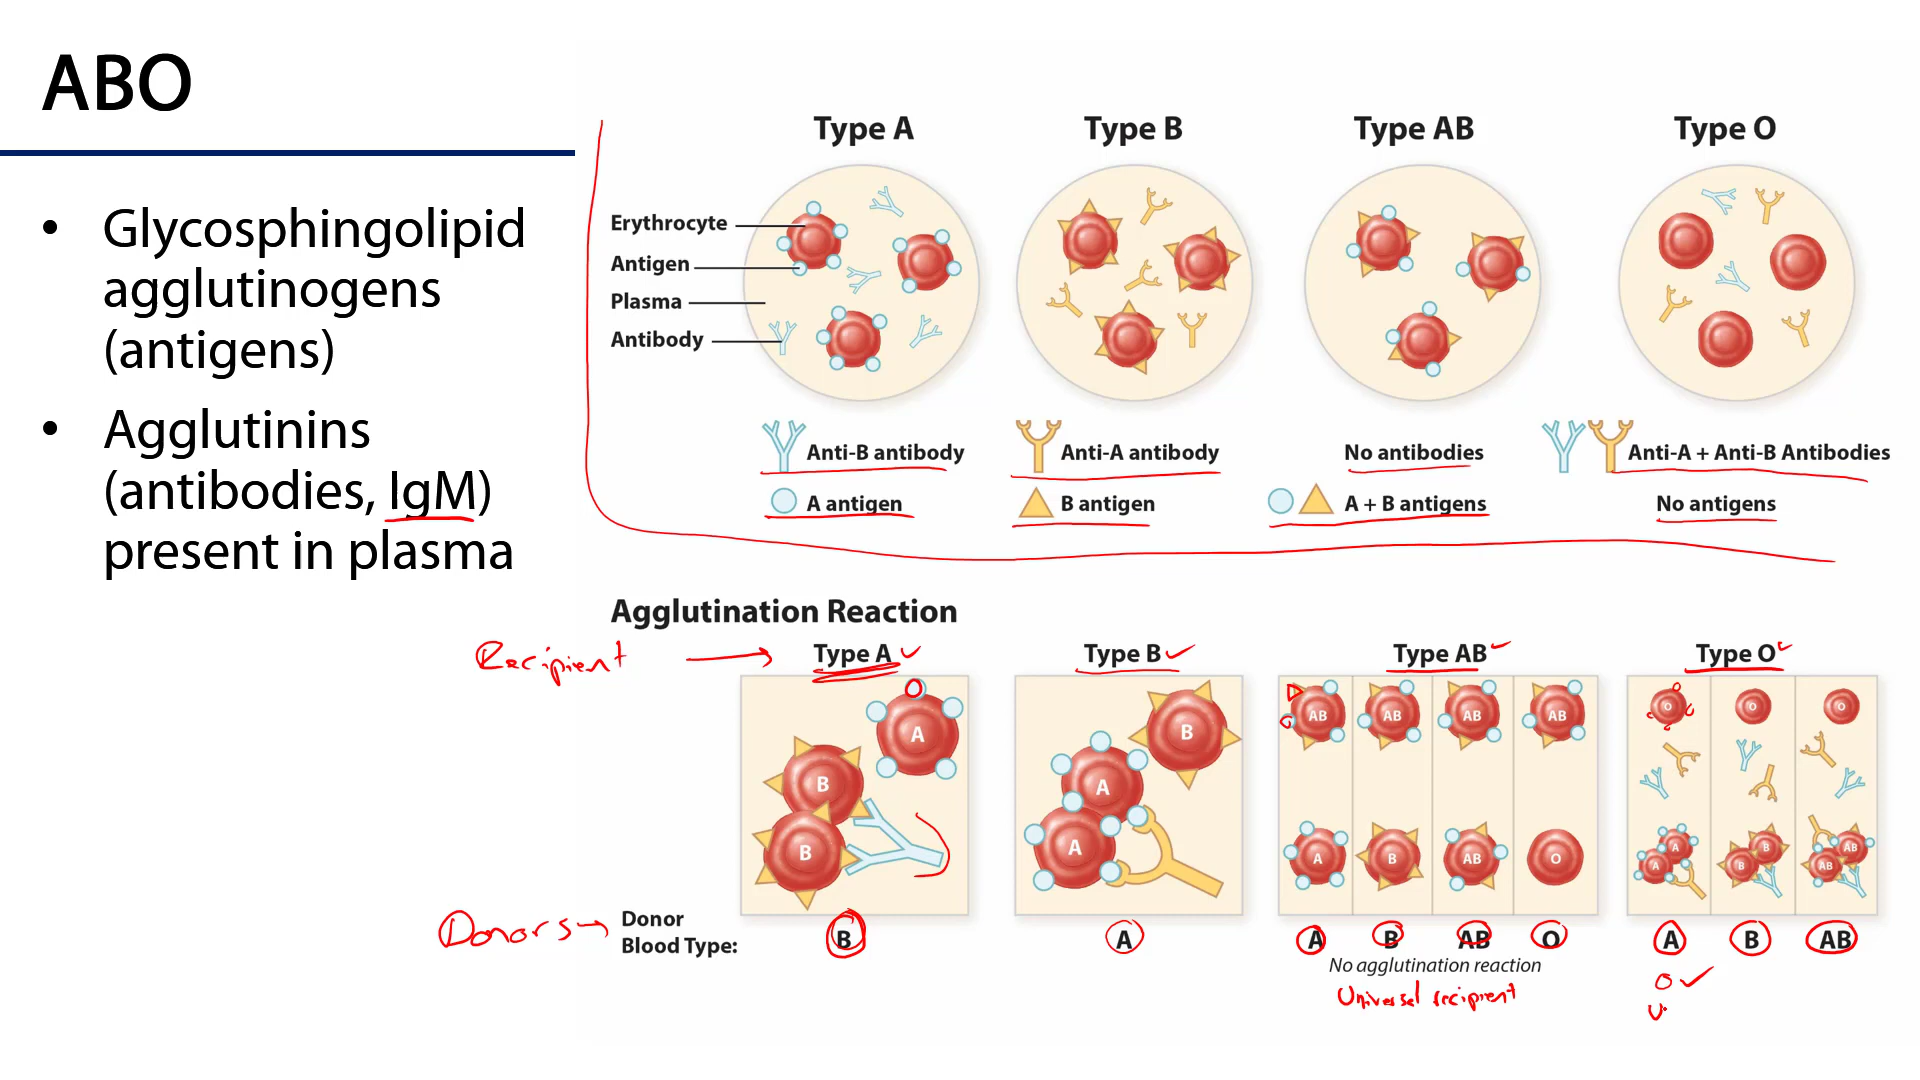 ABO
• Glycosphingolipid
agglutinogens
(antigens)
• Agglutinins
(antibodies, IgM)
present in plasma
Type A Type B Type AB Type O
Erythrocyte
Antigen
Plasma
Antibody
Anti-B antibody Anti-A antibody No antibodies Anti-A + Anti-B Antibodies
A antigen B antigen A + B antigens No antigens
Agglutination Reaction
Recipient Type A Type B Type AB Type O
A B AB AB AB AB O O O
B A
B A A B AB O A A B B AB AB
Donors Donor
Blood Type: B A A B AB O A B AB
No agglutination reaction
Universal recipient
O